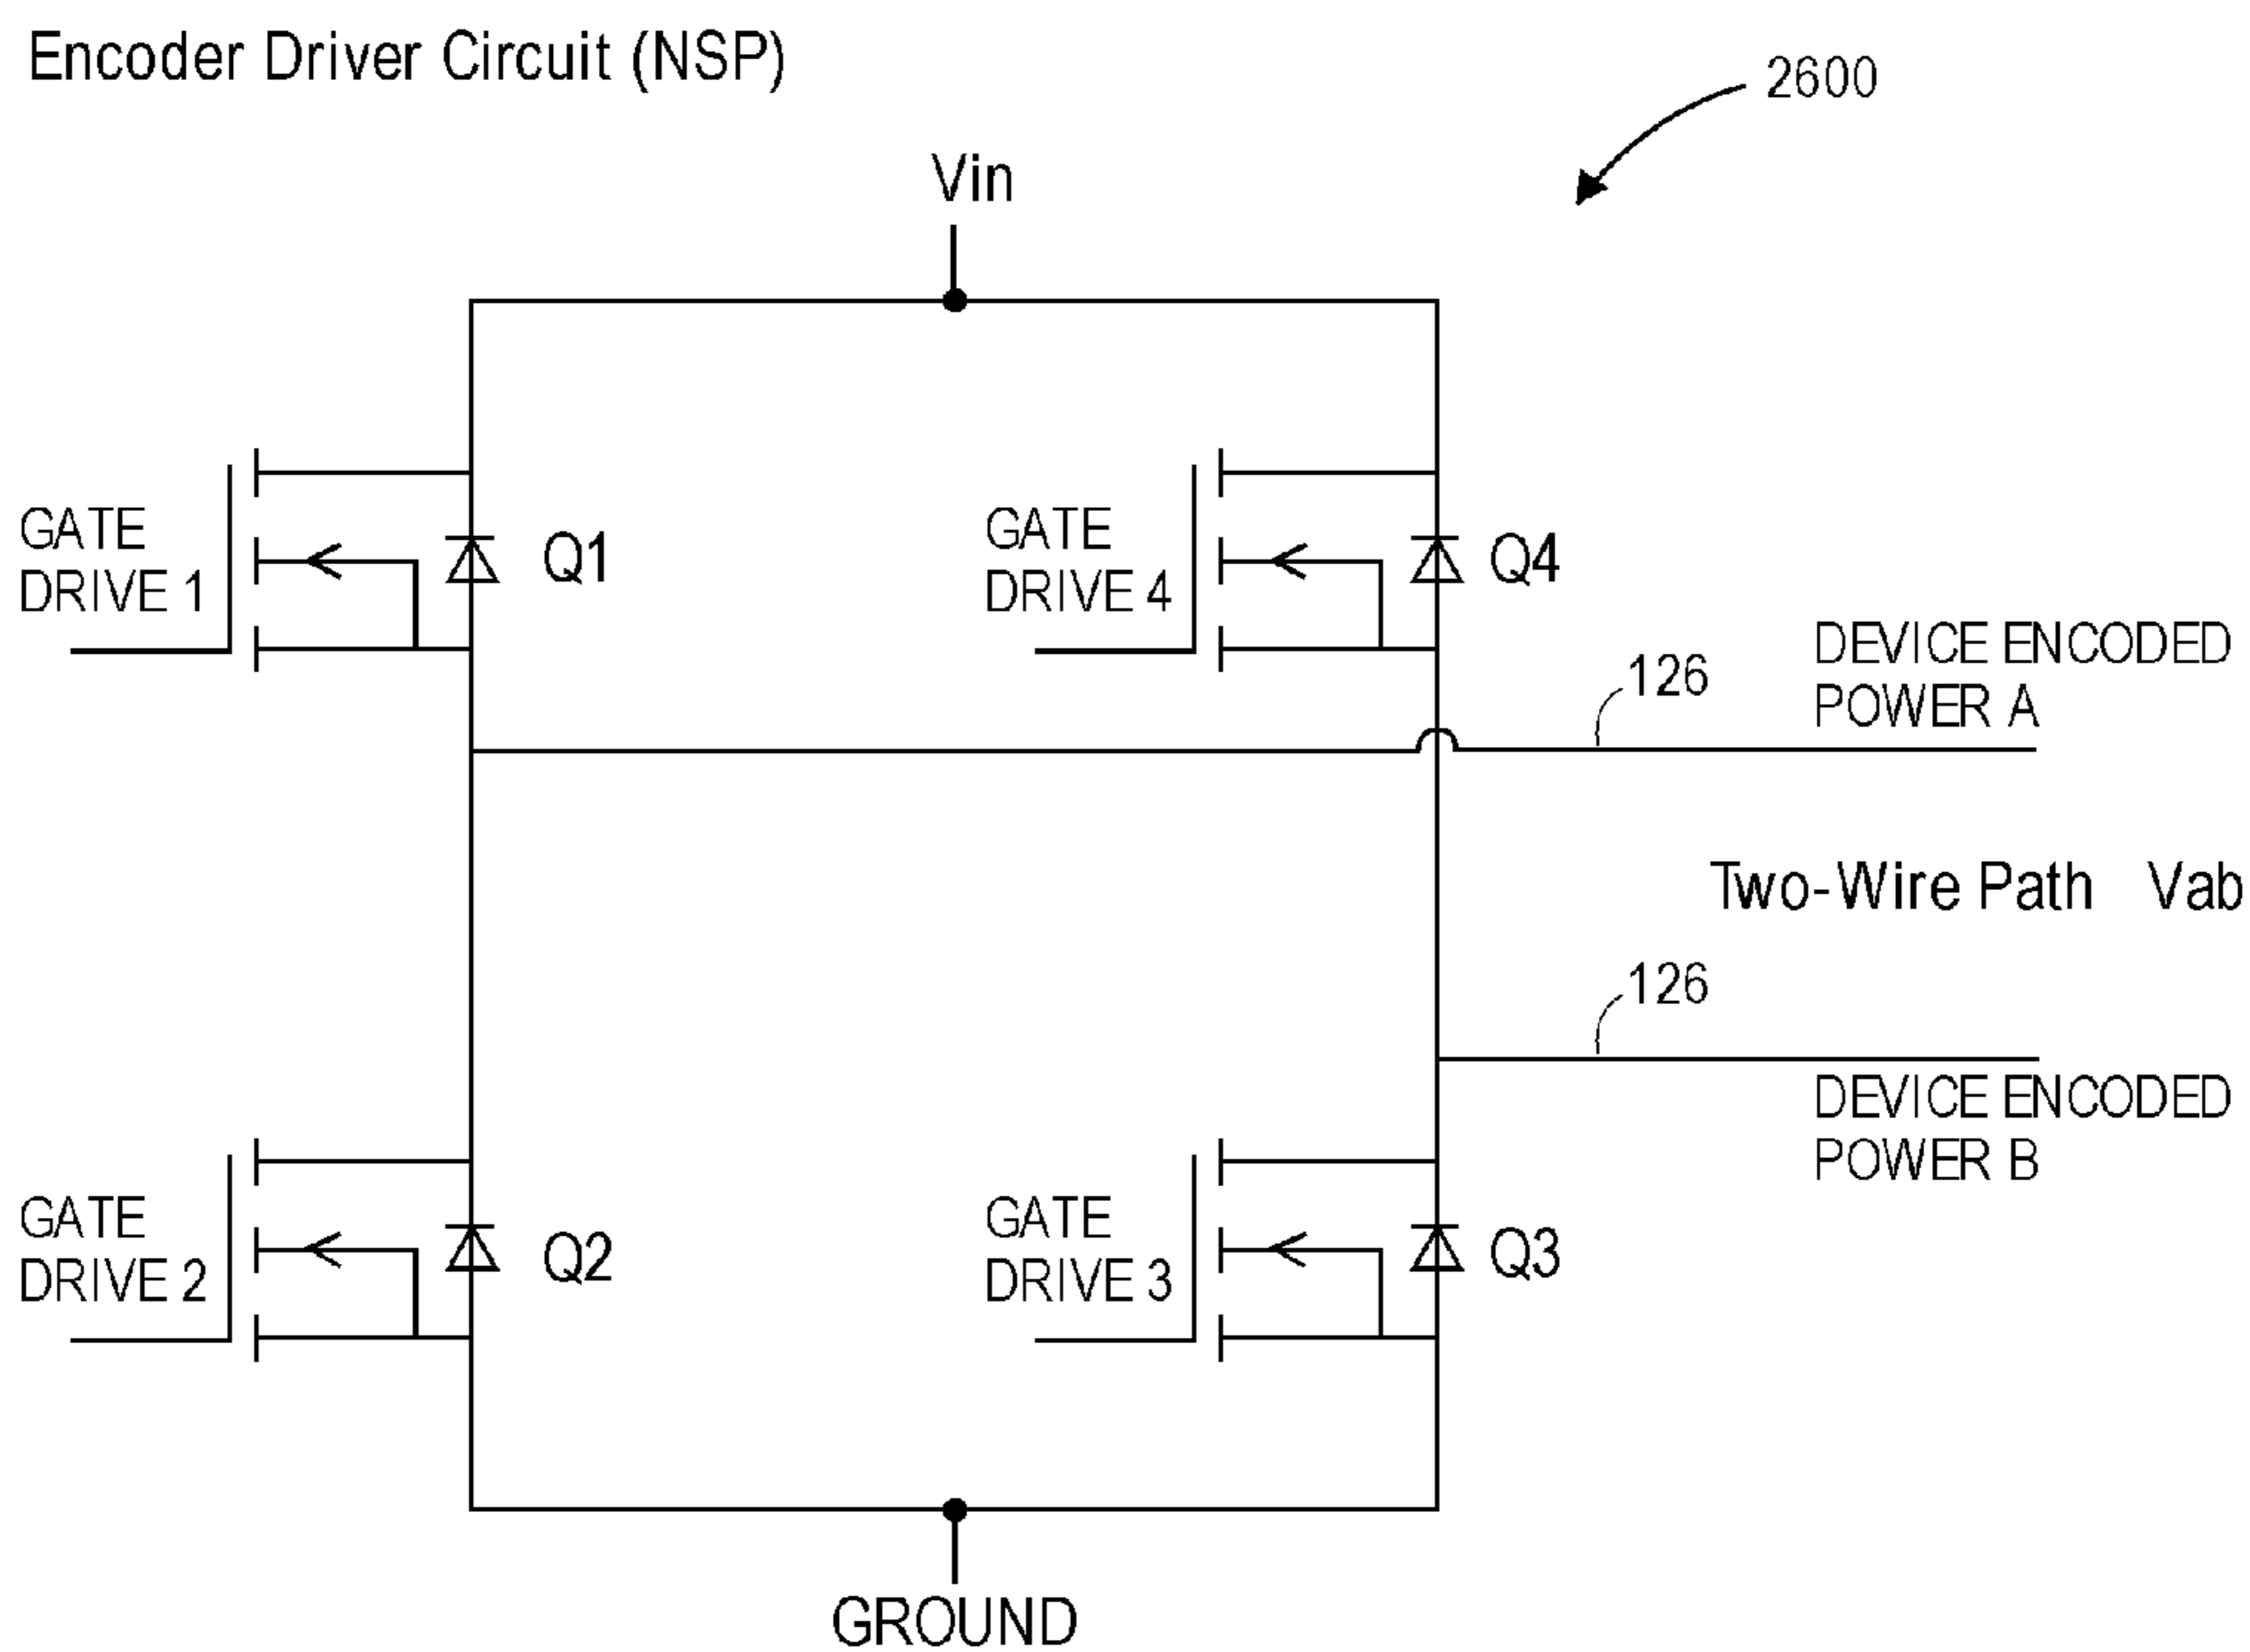 Encoder Driver Circuit (NSP)
2600
Vin
GATE
DRIVE 1
Q1
GATE
DRIVE 4
Q4
DEVICE ENCODED
POWER A
126
Two-Wire Path Vab
126
DEVICE ENCODED
POWER B
GATE
DRIVE 2
Q2
GATE
DRIVE 3
Q3
GROUND